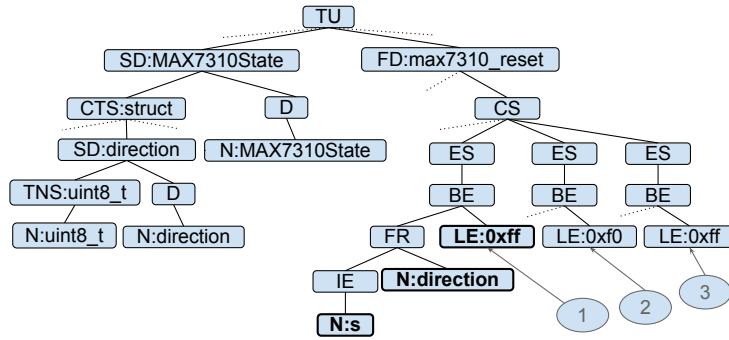 TU
SD:MAX7310State
FD:max7310_reset
CTS:struct
D
CS
SD:direction
N:MAX7310State
ES
ES
ES
TNS:uint8_t
D
BE
BE
BE
N:uint8_t
N:direction
FR
LE:0xff
LE:0xf0
LE:0xff
IE
N:direction
N:s
1
2
3